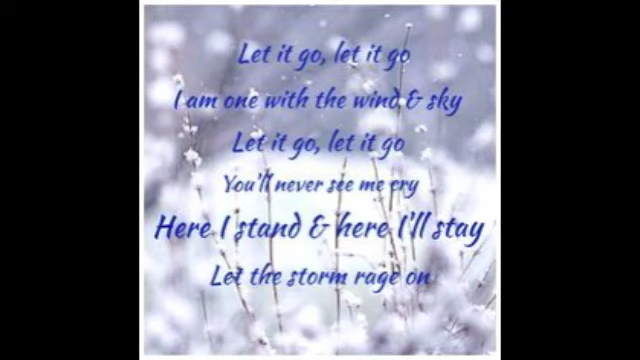 Let it go, let it go
I am one with the wind & sky
Let it go, let it go
You'll never see me cry
Here I stand & here I'll stay
Let the storm rage on